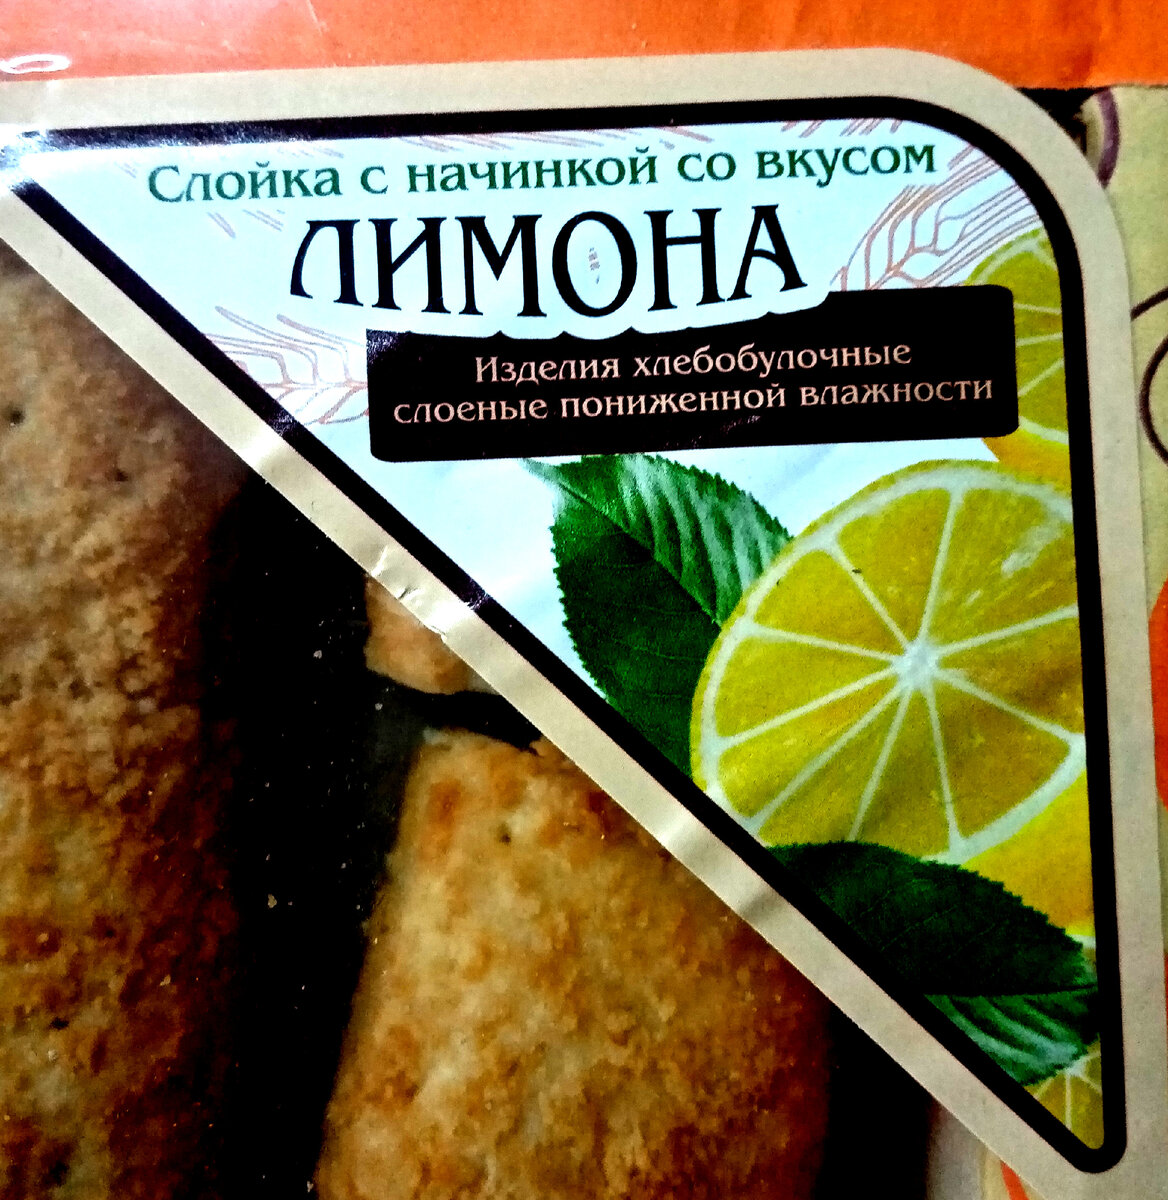 Слойка с начинкой со вкусом
ЛИМОНА
Изделия хлебобулочные
слоеные пониженной влажности